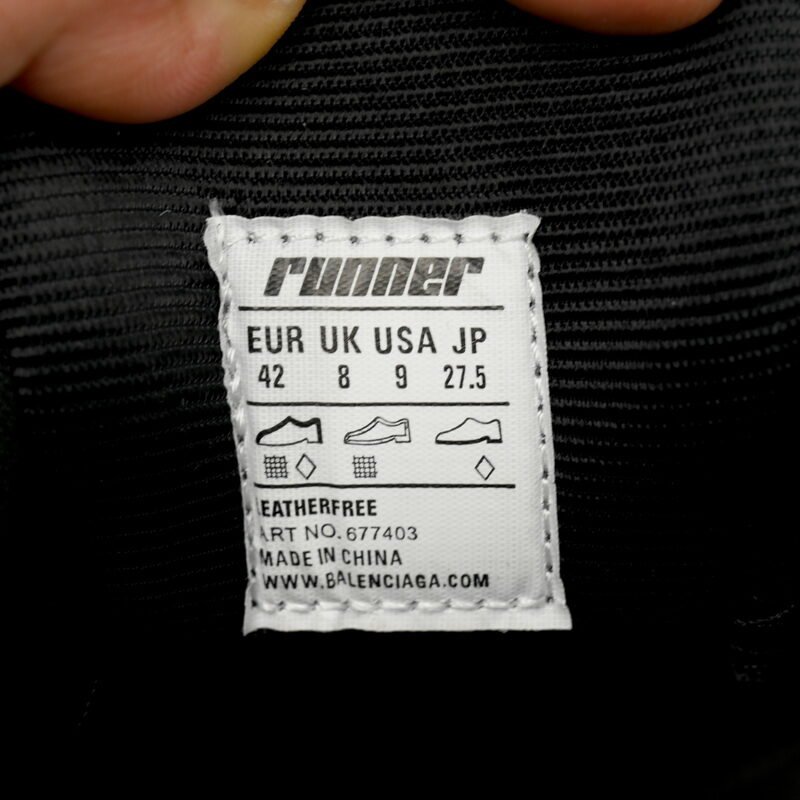 runner
EUR UK USA JP
42 8 9 27.5
LEATHERFREE
ART NO. 677403
MADE IN CHINA
WWW.BALENCIAGA.COM